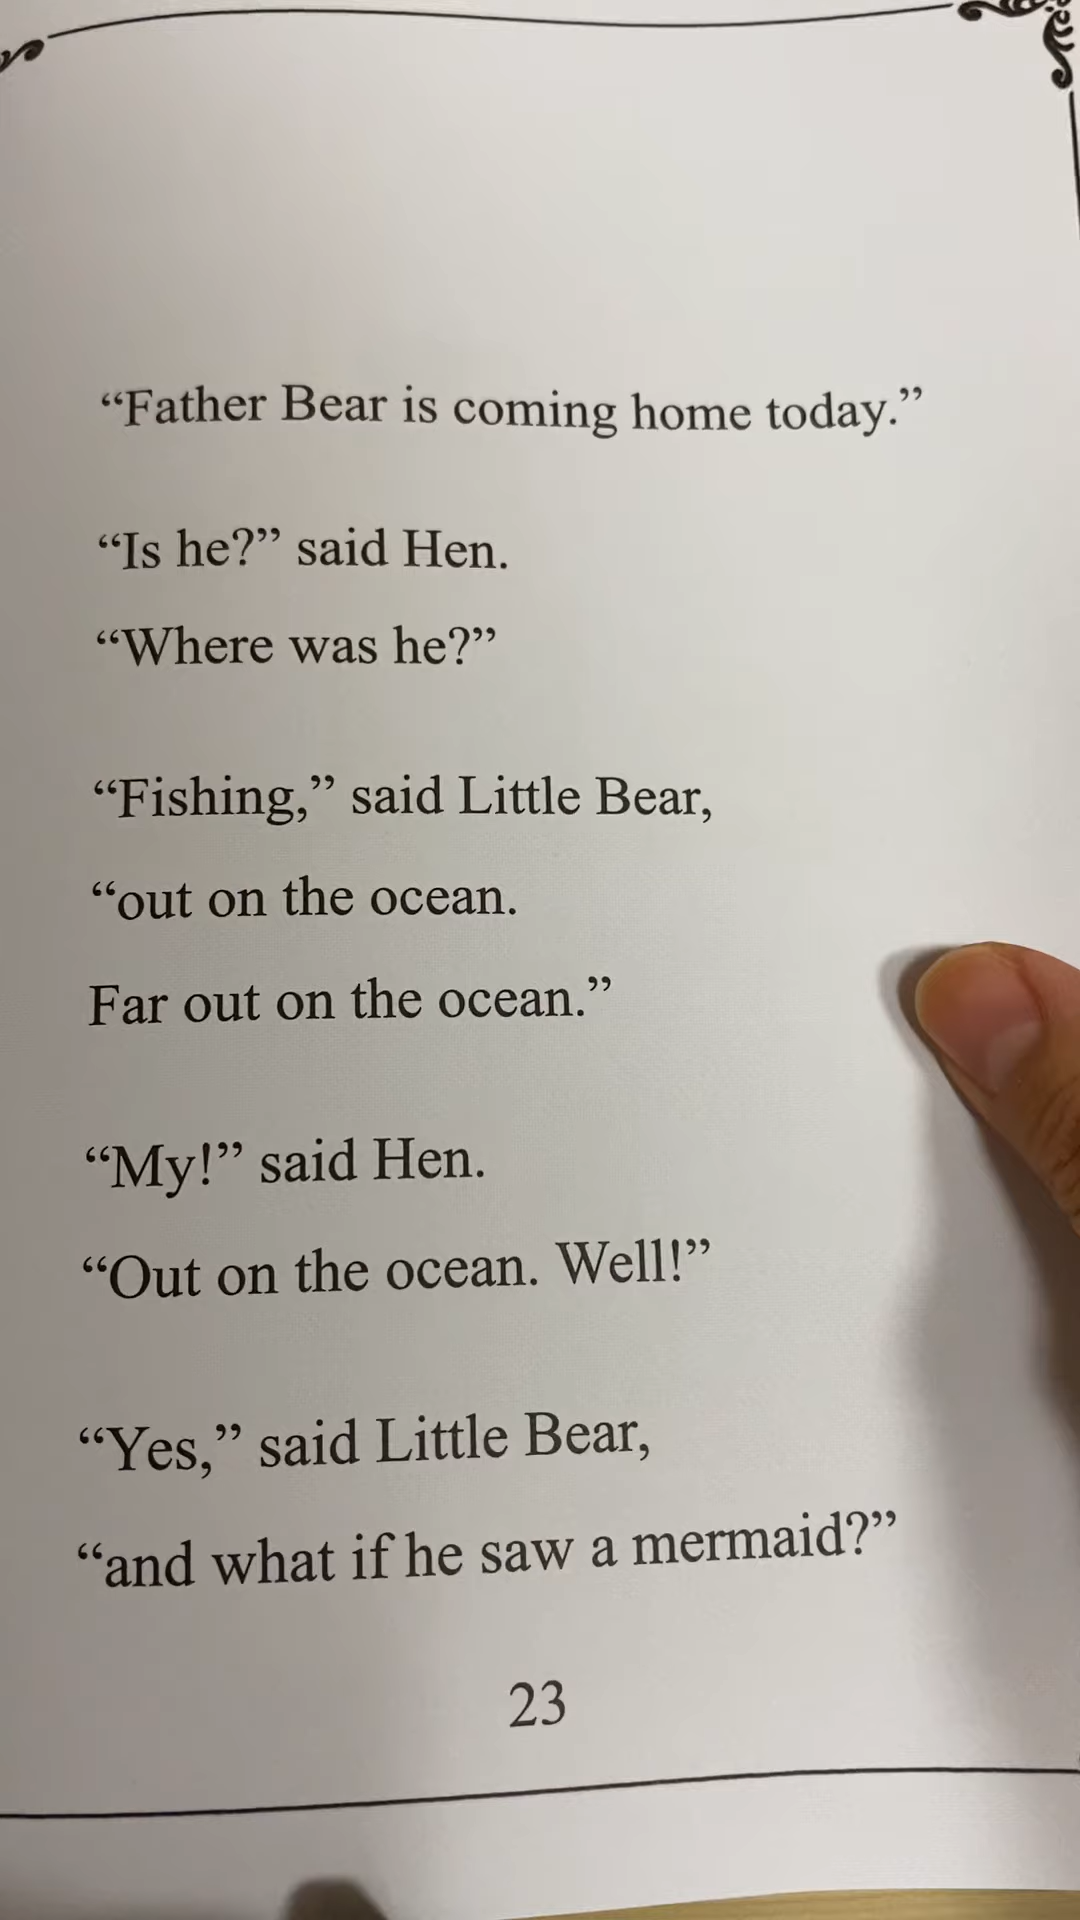 “Father Bear is coming home today.”
“Is he?” said Hen.
“Where was he?”
“Fishing,” said Little Bear,
“out on the ocean.
Far out on the ocean.”
“My!” said Hen.
“Out on the ocean. Well!”
“Yes,” said Little Bear,
“and what if he saw a mermaid?”
23